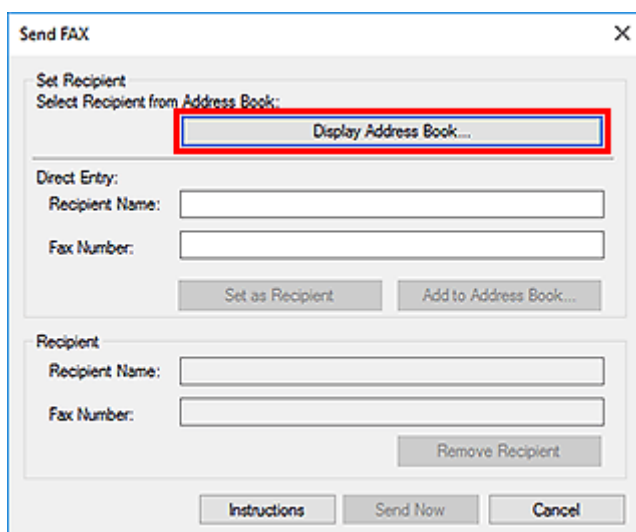 Send FAX
Set Recipient
Select Recipient from Address Book:
Display Address Book...
Direct Entry:
Recipient Name:
Fax Number:
Set as Recipient Add to Address Book...
Recipient
Recipient Name:
Fax Number:
Remove Recipient
Instructions Send Now Cancel